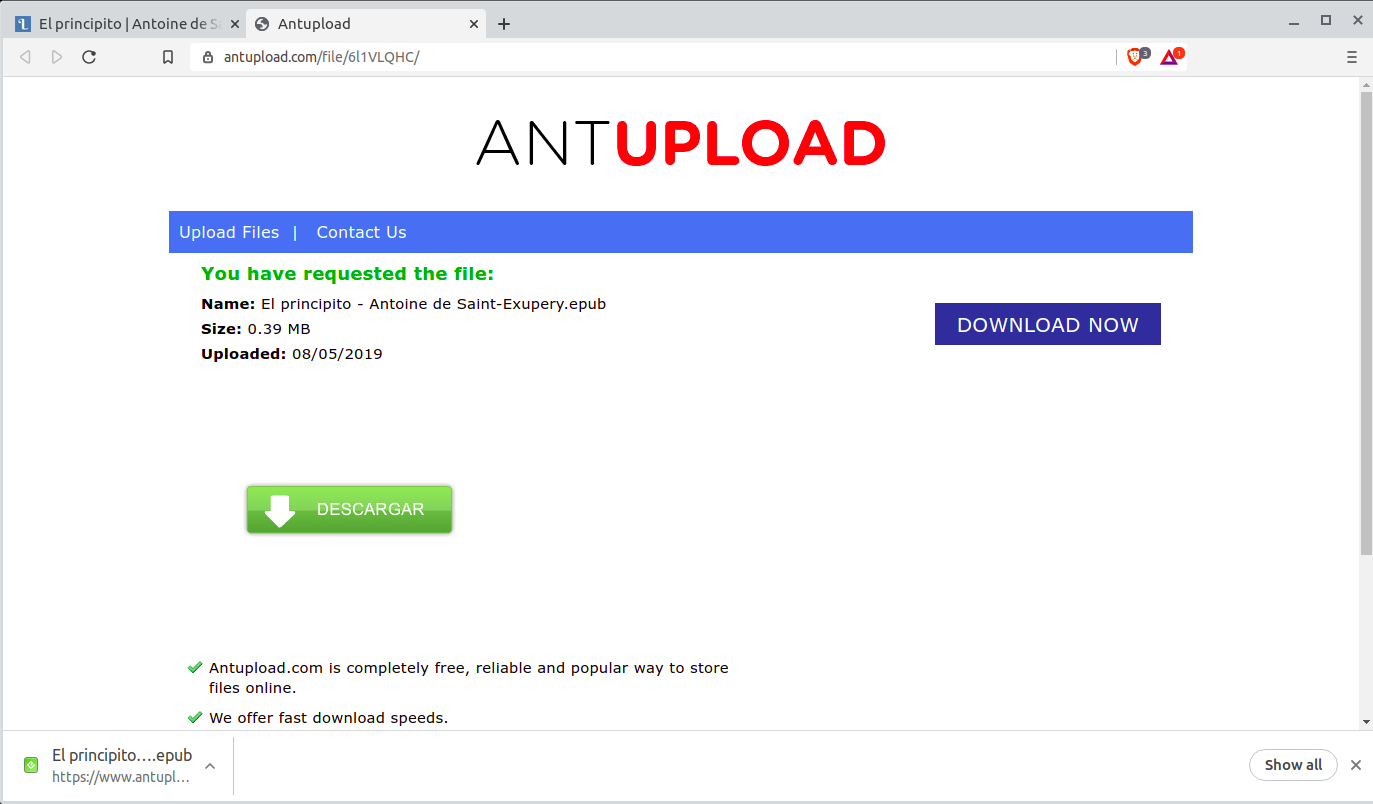 El principito | Antoine de Sa
Antupload
antupload.com/file/6l1VLQHC/
3
1
ANTUPLOAD
Upload Files | Contact Us
You have requested the file:
Name: El principito - Antoine de Saint-Exupery.epub
Size: 0.39 MB
Uploaded: 08/05/2019
DOWNLOAD NOW
DESCARGAR
Antupload.com is completely free, reliable and popular way to store
files online.
We offer fast download speeds.
El principito....epub
https://www.antupl...
Show all